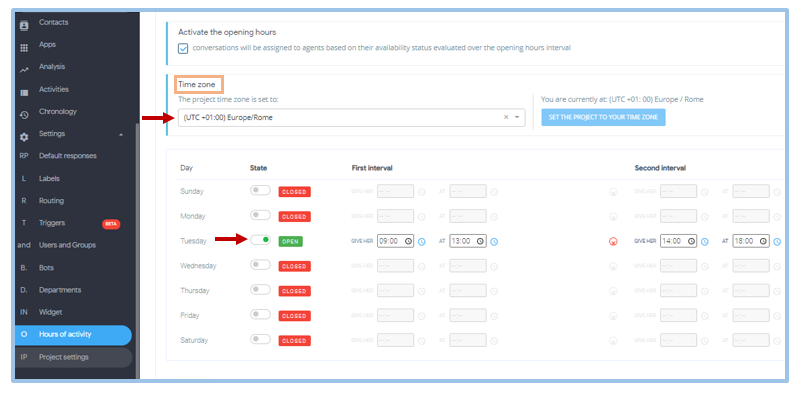 Contacts
Apps
Analysis
Activities
Chronology
Settings
RP Default responses
L Labels
R Routing
T Triggers BETA
and Users and Groups
B. Bots
D. Departments
IN Widget
O Hours of activity
IP Project settings
Activate the opening hours
conversations will be assigned to agents based on their availability status evaluated over the opening hours interval
Time zone
The project time zone is set to:
(UTC +01:00) Europe/Rome
You are currently at: (UTC +01: 00) Europe / Rome
SET THE PROJECT TO YOUR TIME ZONE
Day State First interval Second interval
Sunday CLOSED GIVE HER --:-- AT --:-- GIVE HER --:-- AT --:--
Monday CLOSED GIVE HER --:-- AT --:-- GIVE HER --:-- AT --:--
Tuesday OPEN GIVE HER 09:00 AT 13:00 GIVE HER 14:00 AT 18:00
Wednesday CLOSED GIVE HER --:-- AT --:-- GIVE HER --:-- AT --:--
Thursday CLOSED GIVE HER --:-- AT --:-- GIVE HER --:-- AT --:--
Friday CLOSED GIVE HER --:-- AT --:-- GIVE HER --:-- AT --:--
Saturday CLOSED GIVE HER --:-- AT --:-- GIVE HER --:-- AT --:--